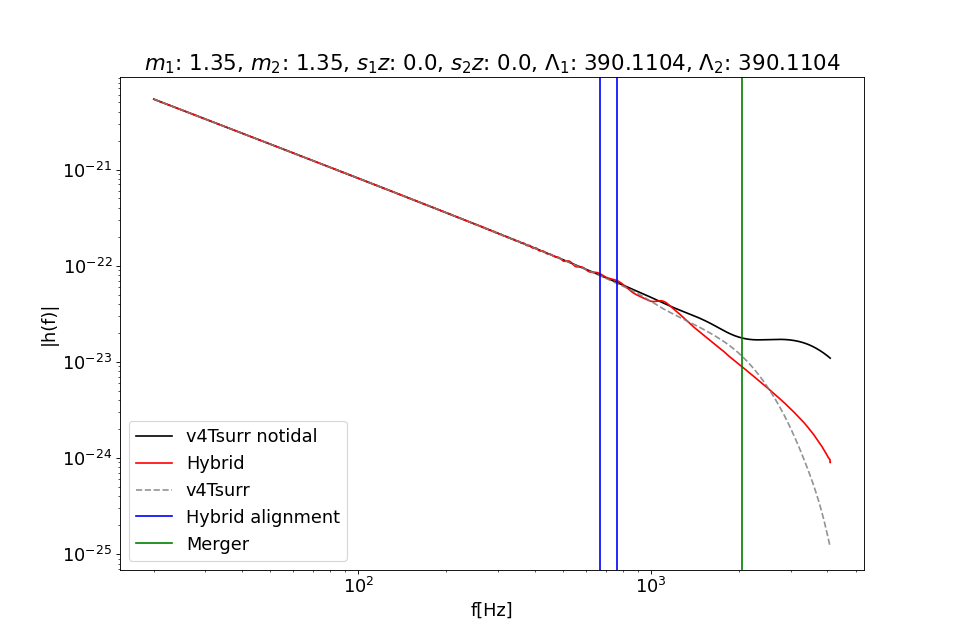 m₁: 1.35, m₂: 1.35, s₁z: 0.0, s₂z: 0.0, Λ₁: 390.1104, Λ₂: 390.1104
10⁻²¹
10⁻²²
10⁻²³
10⁻²⁴
10⁻²⁵
|h(f)|
v4Tsurr notidal
Hybrid
v4Tsurr
Hybrid alignment
Merger
10²
10³
f[Hz]